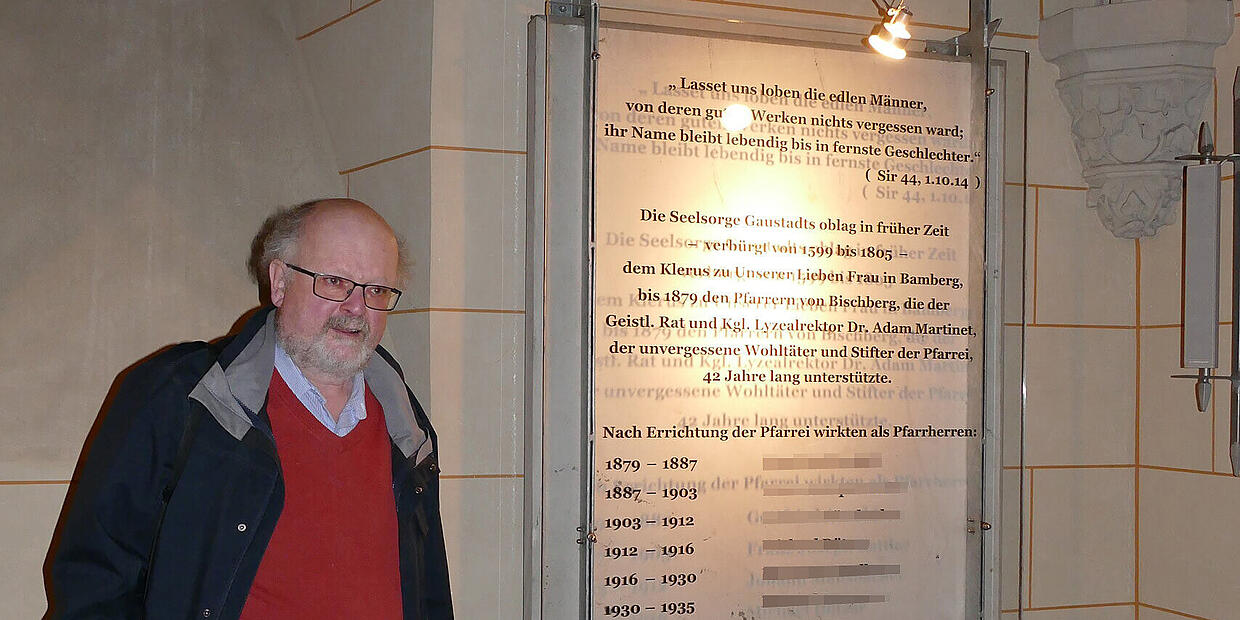 „ Lasset uns loben die edlen Männer,
von deren guten Werken nichts vergessen ward;
ihr Name bleibt lebendig bis in fernste Geschlechter.“
( Sir 44, 1.10.14 )
Die Seelsorge Gaustadts oblag in früher Zeit
– verbürgt von 1599 bis 1805 –
dem Klerus zu Unserer Lieben Frau in Bamberg,
bis 1879 den Pfarrern von Bischberg, die der
Geistl. Rat und Kgl. Lyzealrektor Dr. Adam Martinet,
der unvergessene Wohltäter und Stifter der Pfarrei,
42 Jahre lang unterstützte.
Nach Errichtung der Pfarrei wirkten als Pfarrherren:
1879 – 1887
1887 – 1903
1903 – 1912
1912 – 1916
1916 – 1930
1930 – 1935